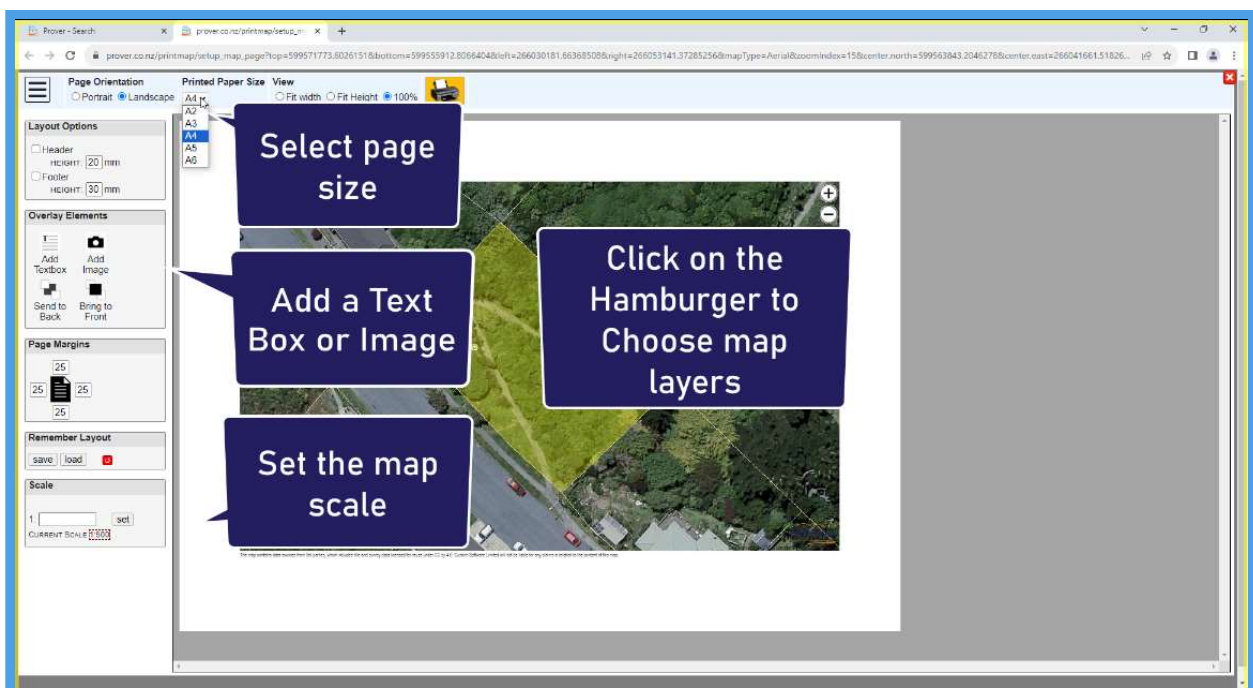 Prover - Search
prover.co.nz/printmap/setup_m
prover.co.nz/printmap/setup_map_page?top=599571773.6026151&bottom=599555912.8066404&left=266030181.66368508&right=266053141.37285256&mapType=Aerial&zoomIndex=15&center.north=599563843.2046278&center.east=266041661.51826...
Page Orientation
Portrait Landscape
Printed Paper Size
A4
A2
A3
A4
A5
A6
View
Fit width Fit Height 100%
Layout Options
Header
HEIGHT: 20 mm
Footer
HEIGHT: 30 mm
Overlay Elements
Add Textbox
Add Image
Send to Back
Bring to Front
Page Margins
25
25 25
25
Remember Layout
save load
Scale
1: set
CURRENT SCALE 1:500
Select page
size
Add a Text
Box or Image
Click on the
Hamburger to
Choose map
layers
Set the map
scale